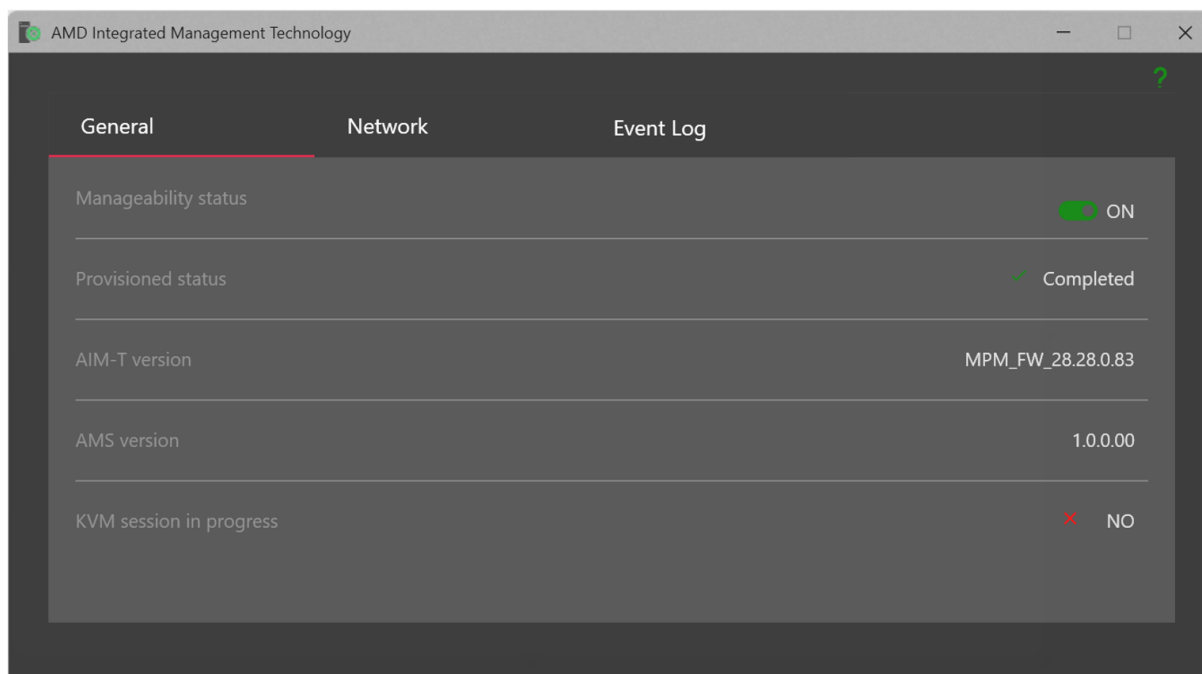 AMD Integrated Management Technology
?
General Network Event Log
Manageability status ON
Provisioned status Completed
AIM-T version MPM_FW_28.28.0.83
AMS version 1.0.0.00
KVM session in progress NO